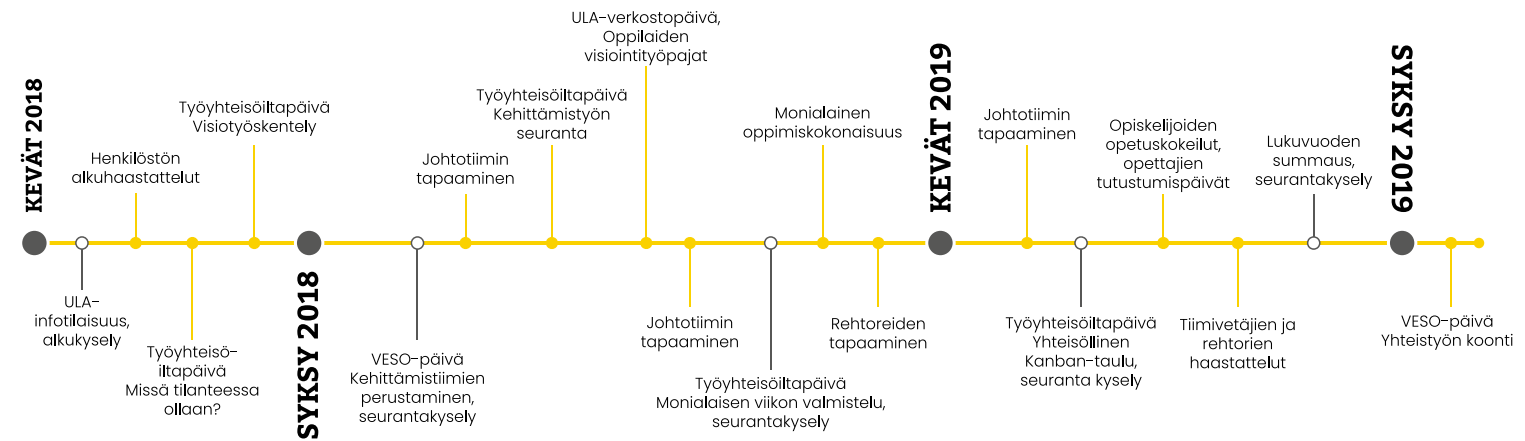 KEVÄT 2018
ULA-
infotilaisuus,
alkukysely
Henkilöstön
alkuhaastattelut
Työyhteisö-
iltapäivä
Missä tilanteessa
ollaan?
Työyhteisöiltapäivä
Visiotyöskentely
SYKSY 2018
VESO-päivä
Kehittämistiimien
perustaminen,
seurantakysely
Johtotiimin
tapaaminen
Työyhteisöiltapäivä
Kehittämistyön
seuranta
ULA-verkostopäivä,
Oppilaiden
visiointityöpajat
Johtotiimin
tapaaminen
Työyhteisöiltapäivä
Monialaisen viikon valmistelu,
seurantakysely
Monialainen
oppimiskokonaisuus
Rehtoreiden
tapaaminen
KEVÄT 2019
Johtotiimin
tapaaminen
Työyhteisöiltapäivä
Yhteisöllinen
Kanban-taulu,
seuranta kysely
Opiskelijoiden
opetuskokeilut,
opettajien
tutustumispäivät
Tiimivetäjien ja
rehtorien
haastattelut
Lukuvuoden
summaus,
seurantakysely
SYKSY 2019
VESO-päivä
Yhteistyön koonti